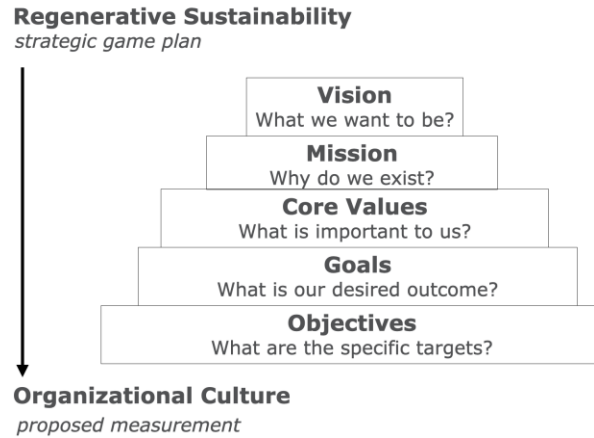 Regenerative Sustainability
strategic game plan
Vision
What we want to be?
Mission
Why do we exist?
Core Values
What is important to us?
Goals
What is our desired outcome?
Objectives
What are the specific targets?
Organizational Culture
proposed measurement